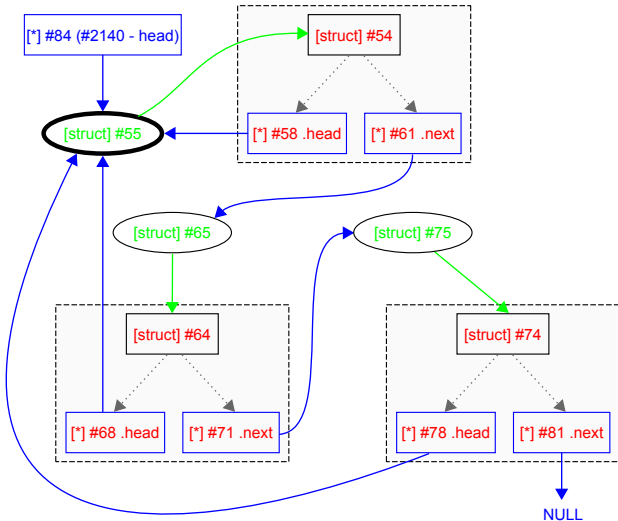 [*] #84 (#2140 - head)
[struct] #54
[struct] #55
[*] #58 .head
[*] #61 .next
[struct] #65
[struct] #75
[struct] #64
[struct] #74
[*] #68 .head
[*] #71 .next
[*] #78 .head
[*] #81 .next
NULL